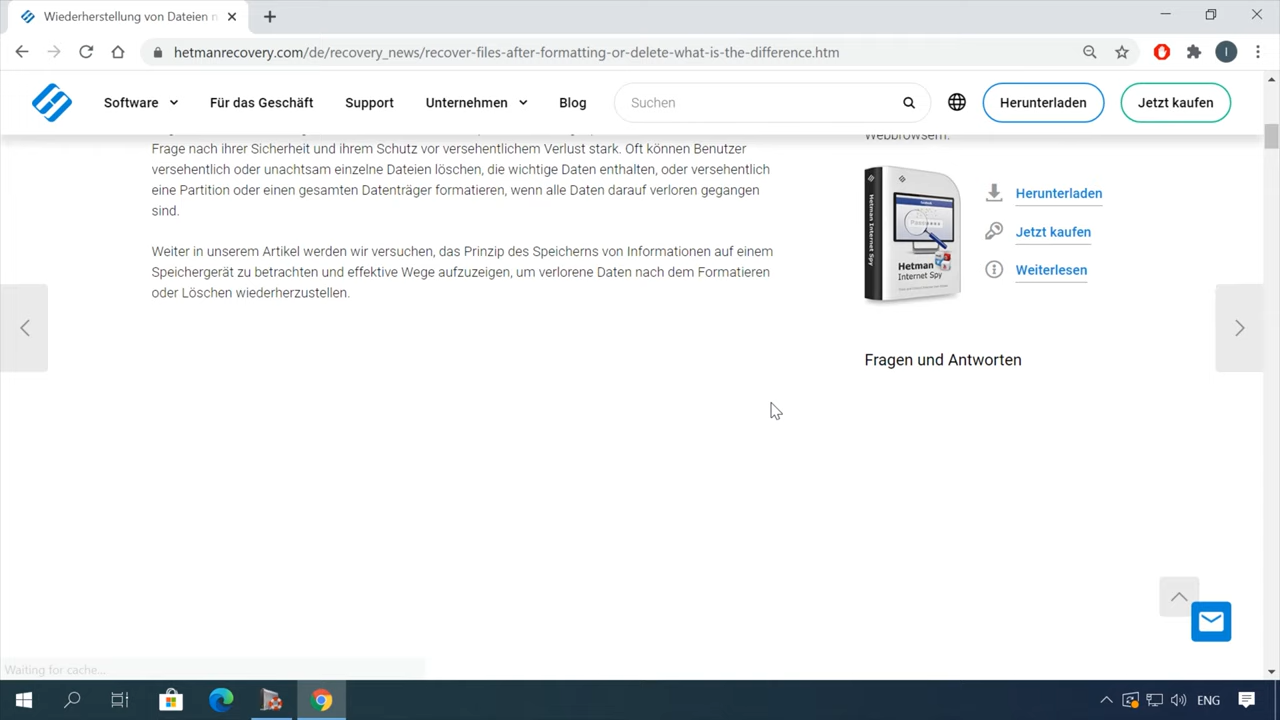 Wiederherstellung von Dateien n
hetmanrecovery.com/de/recovery_news/recover-files-after-formatting-or-delete-what-is-the-difference.htm
I
Software
Für das Geschäft
Support
Unternehmen
Blog
Suchen
Herunterladen
Jetzt kaufen
Webbrowsern.
Frage nach ihrer Sicherheit und ihrem Schutz vor versehentlichem Verlust stark. Oft können Benutzer
versehentlich oder unachtsam einzelne Dateien löschen, die wichtige Daten enthalten, oder versehentlich
eine Partition oder einen gesamten Datenträger formatieren, wenn alle Daten darauf verloren gegangen
sind.
Weiter in unserem Artikel werden wir versuchen, das Prinzip des Speicherns von Informationen auf einem
Speichergerät zu betrachten und effektive Wege aufzuzeigen, um verlorene Daten nach dem Formatieren
oder Löschen wiederherzustellen.
Hetman Internet Spy
Hetman
Internet Spy
Herunterladen
Jetzt kaufen
Weiterlesen
Fragen und Antworten
Waiting for cache...
ENG